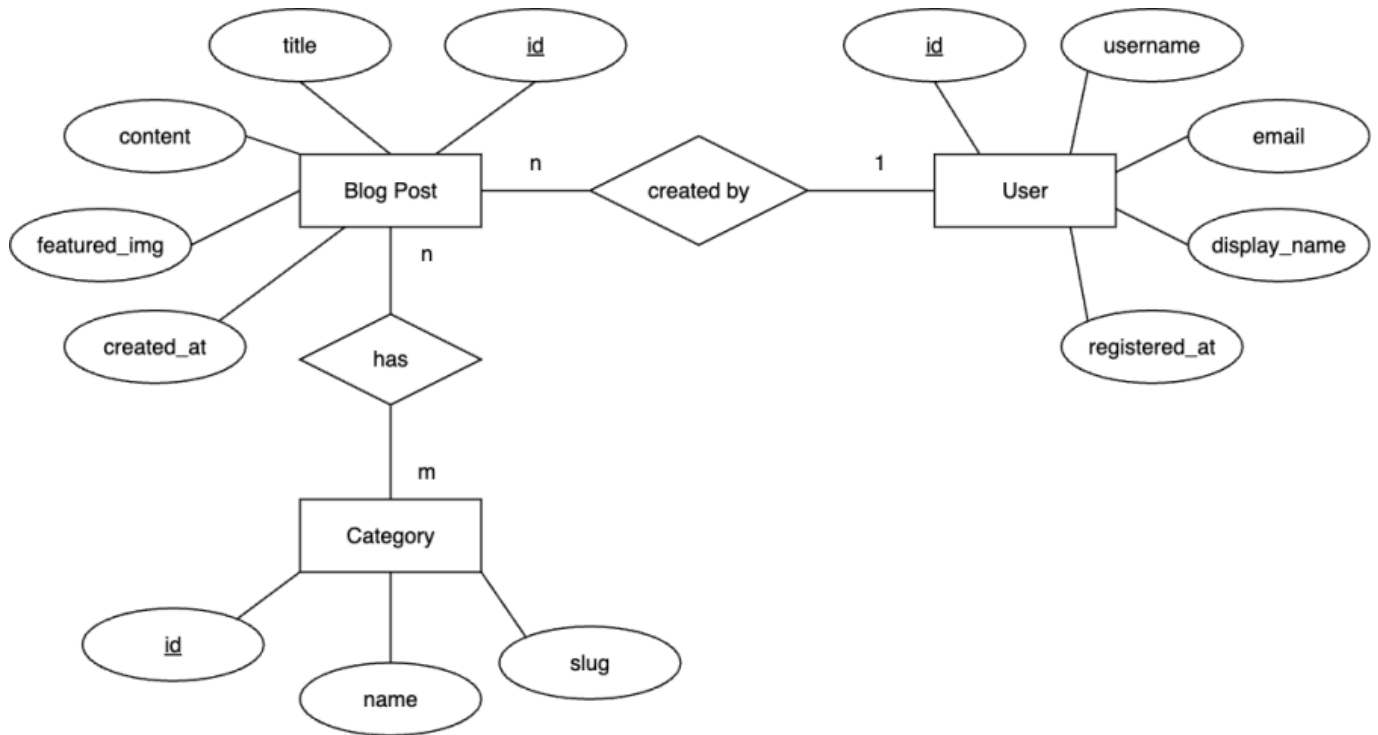 title
id
id
username
content
email
Blog Post
n
created by
1
User
featured_img
display_name
n
created_at
has
registered_at
m
Category
id
name
slug